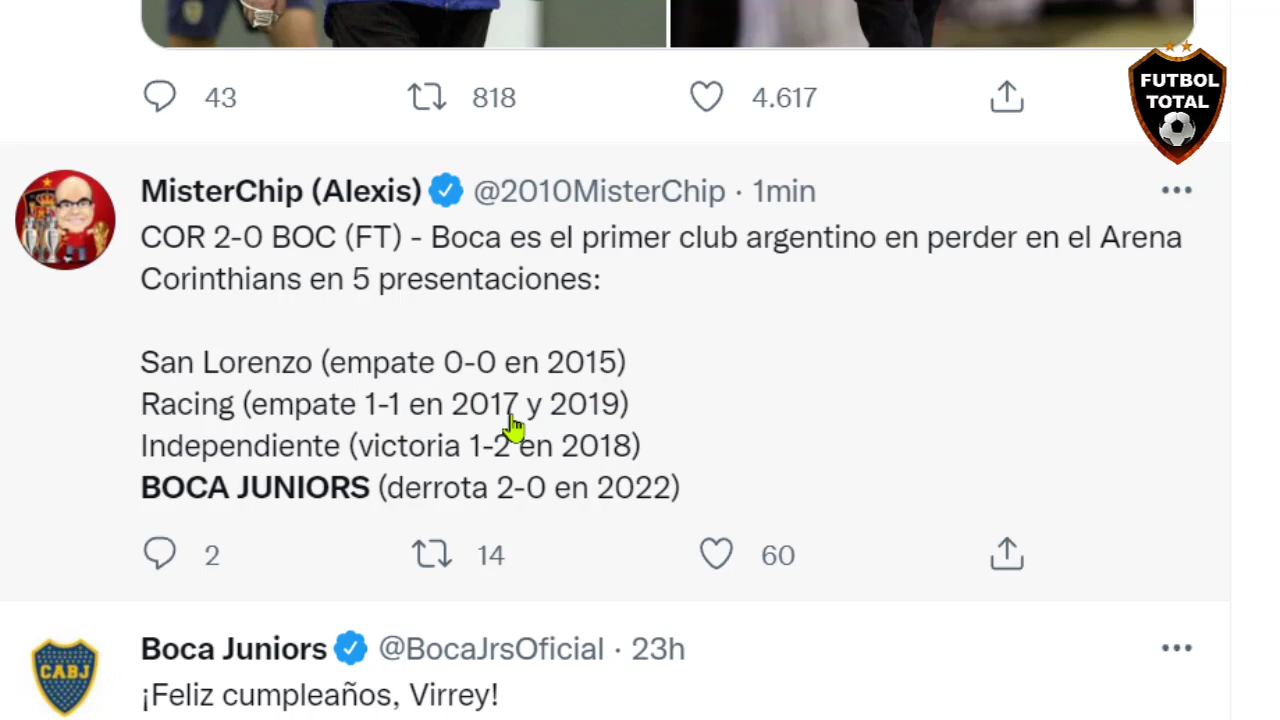 43 818 4.617
FUTBOL
TOTAL
MisterChip (Alexis) @2010MisterChip · 1min
COR 2-0 BOC (FT) - Boca es el primer club argentino en perder en el Arena
Corinthians en 5 presentaciones:
San Lorenzo (empate 0-0 en 2015)
Racing (empate 1-1 en 2017 y 2019)
Independiente (victoria 1-2 en 2018)
BOCA JUNIORS (derrota 2-0 en 2022)
2 14 60
Boca Juniors @BocaJrsOficial · 23h
CABJ
¡Feliz cumpleaños, Virrey!